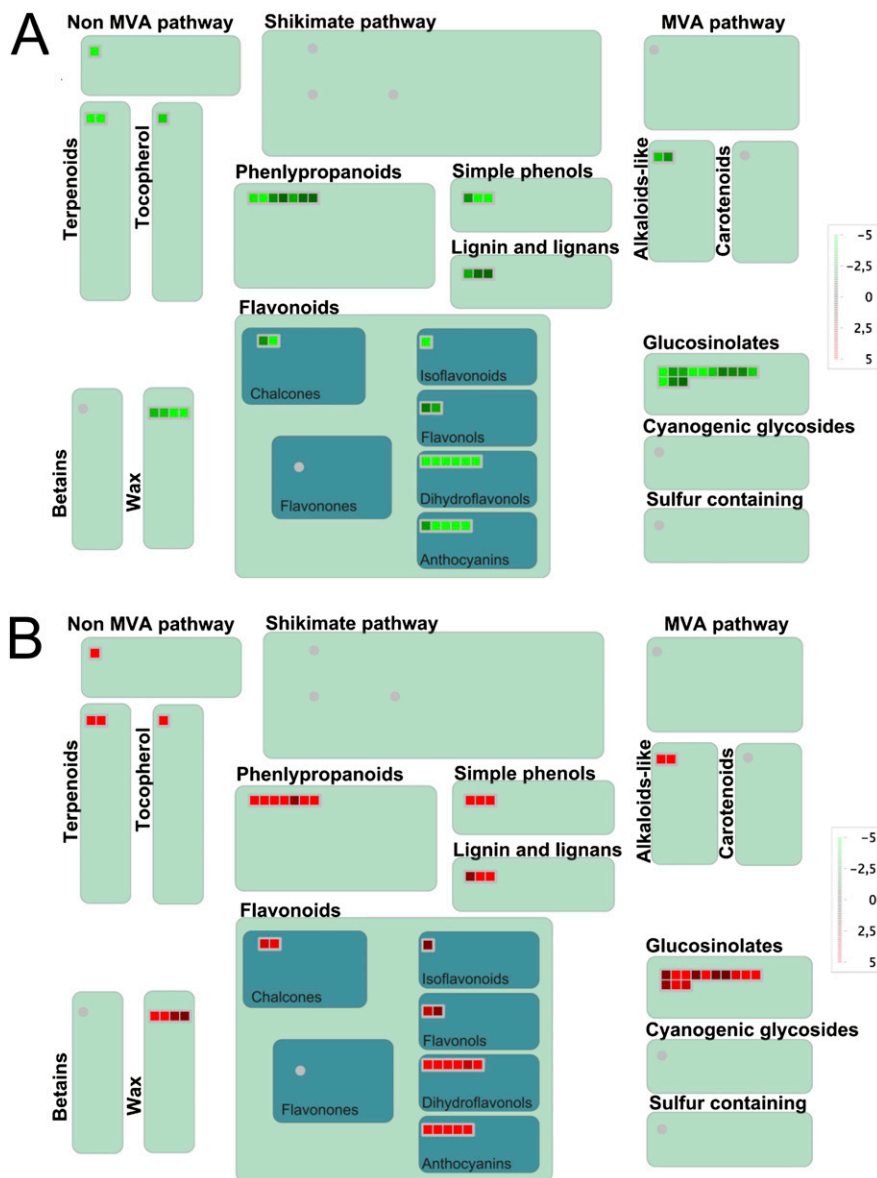 A
Non MVA pathway
Shikimate pathway
MVA pathway
Terpenoids
Tocopherol
Phenlypropanoids
Simple phenols
Lignin and lignans
Alkaloids-like
Carotenoids
-5
-2,5
0
2,5
5
Flavonoids
Chalcones
Isoflavonoids
Flavonols
Flavonones
Dihydroflavonols
Anthocyanins
Betains
Wax
Glucosinolates
Cyanogenic glycosides
Sulfur containing
B
Non MVA pathway
Shikimate pathway
MVA pathway
Terpenoids
Tocopherol
Phenlypropanoids
Simple phenols
Lignin and lignans
Alkaloids-like
Carotenoids
-5
-2,5
0
2,5
5
Flavonoids
Chalcones
Isoflavonoids
Flavonols
Flavonones
Dihydroflavonols
Anthocyanins
Betains
Wax
Glucosinolates
Cyanogenic glycosides
Sulfur containing